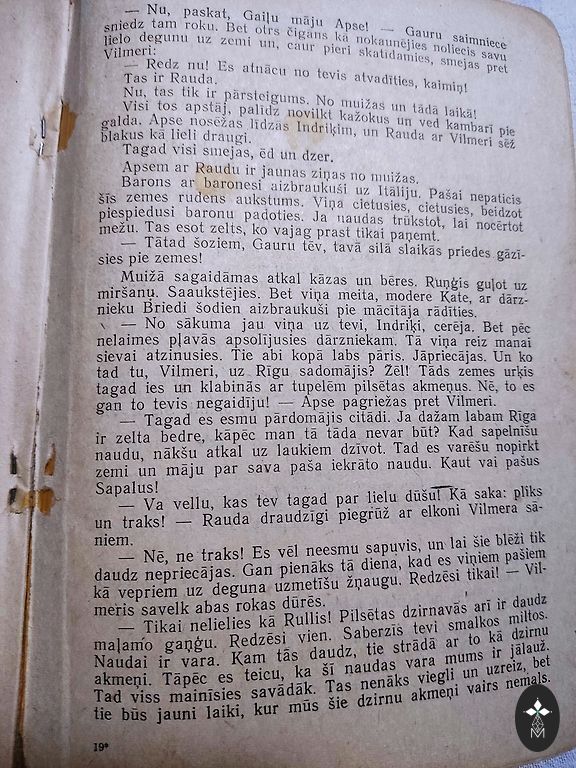 — Nu, paskat, Gaiļu māju Apse! — Gauru saimniece
sniedz tam roku. Bet otrs čigāns kā nokaunējies noliecis savu
lielo degunu uz zemi un, caur pieri skatīdamies, smejas pret
Vilmeri:
— Redz nu! Es atnācu no tevis atvadīties, kaimiņ!
Tas ir Rauda.
Nu, tas tik ir pārsteigums. No muižas un tādā laikā!
Visi tos apstāj, palīdz novilkt kažokus un ved kambarī pie
galda. Apse nosēžas līdzās Indriķim, un Rauda ar Vilmeri sēž
blakus kā lieli draugi.
Tagad visi smejas, ēd un dzer.
Apsem ar Raudu ir jaunas ziņas no muižas.
Barons ar baronesi aizbraukuši uz Itāliju. Pašai nepaticis
šīs zemes rudens aukstums. Viņa cietusies, cietusies, beidzot
piespiedusi baronu padoties. Ja naudas trūkstot, lai nocērtot
mežu. Tas esot zelts, ko vajag prast tikai paņemt.
— Tātad šoziem, Gauru tēv, tavā silā slaikās priedes gāzī-
sies pie zemes!
Muižā sagaidāmas atkal kāzas un bēres. Ruņģis guļot uz
miršanu. Saaukstējies. Bet viņa meita, modere Kate, ar dārz-
nieku Briedi šodien aizbraukuši pie mācītāja rādīties.
— No sākuma jau viņa uz tevi, Indriķi, cerēja. Bet pēc
nelaimes pļavās apsolījusies dārzniekam. Tā viņa reiz manai
sievai atzinusies. Tie abi kopā labs pāris. Jāpriecājas. Un ko
tad tu, Vilmeri, uz Rīgu sadomājis? Žēl! Tāds zemes urķis
tagad ies un klabinās ar tupelēm pilsētas akmeņus. Nē, to es
gan to tevis negaidīju! — Apse pagriežas pret Vilmeri.
— Tagad es esmu pārdomājis citādi. Ja dažam labam Rīga
ir zelta bedre, kāpēc man tā tāda nevar būt? Kad sapelnīšu
naudu, nākšu atkal uz laukiem dzīvot. Tad es varēšu nopirkt
zemi un māju par sava paša iekrāto naudu. Kaut vai pašus
Sapalus!
— Va vellu, kas tev tagad par lielu dūšu! Kā saka: pliks
un traks! — Rauda draudzīgi piegrūž ar elkoni Vilmera sā-
niem.
— Nē, ne traks! Es vēl neesmu sapuvis, un lai šie blēži tik
daudz nepriecājas. Gan pienāks tā diena, kad es viņiem pašiem
kā vepriem uz deguna uzmetīšu žņaugu. Redzēsi tikai! — Vil-
meris savelk abas rokas dūrēs.
— Tikai nelielies kā Rullis! Pilsētas dzirnavās arī ir daudz
maļamo gaņģu. Redzēsi vien. Saberzīs tevi smalkos miltos.
Naudai ir vara. Kam tās daudz, tie strādā ar to kā dzirnu
akmeņi. Tāpēc es teicu, ka šī naudas vara mums ir jālauž.
Tad viss mainīsies savādāk. Tas nenāks viegli un uzreiz, bet
tie būs jauni laiki, kur mūs šie dzirnu akmeņi vairs nemals.
19*
M